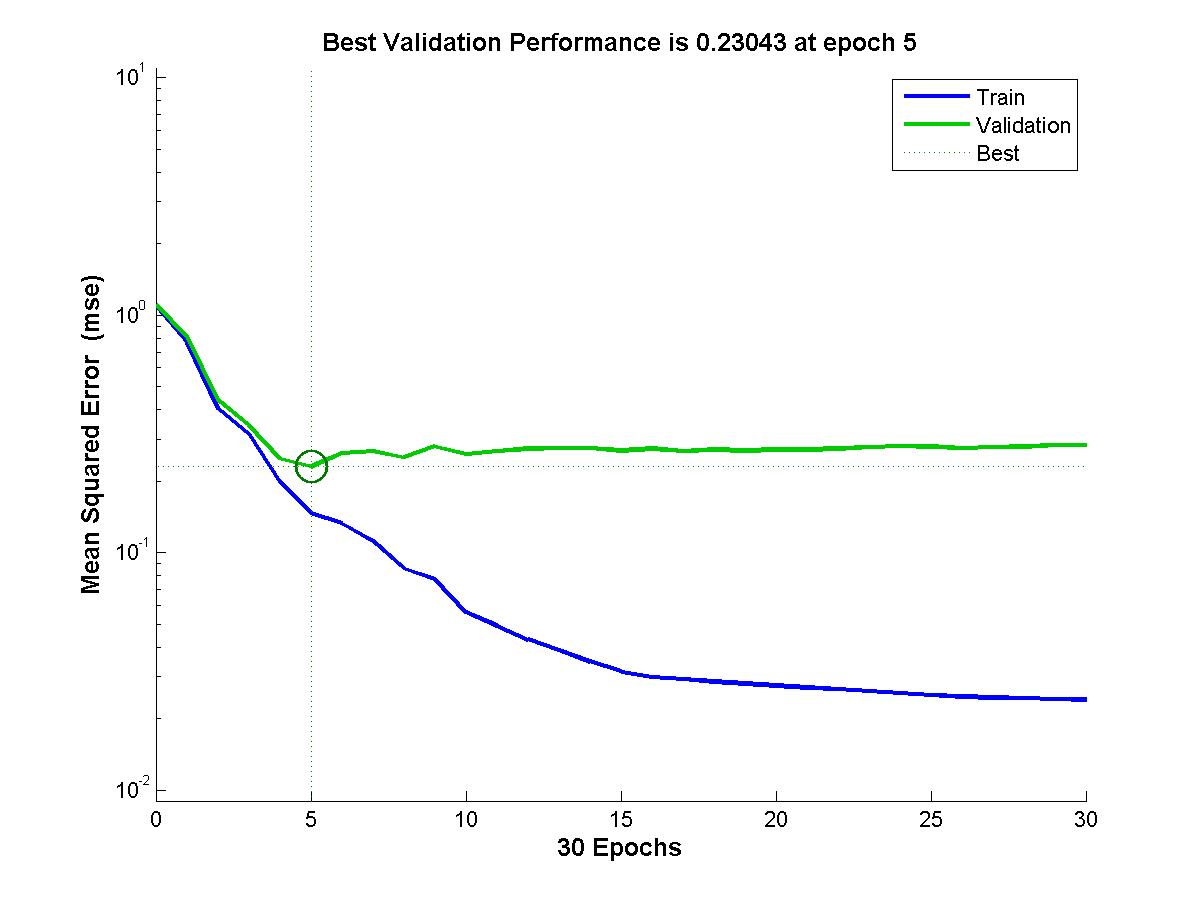 Best Validation Performance is 0.23043 at epoch 5
Train
Validation
Best
Mean Squared Error (mse)
10^1
10^0
10^-1
10^-2
0 5 10 15 20 25 30
30 Epochs